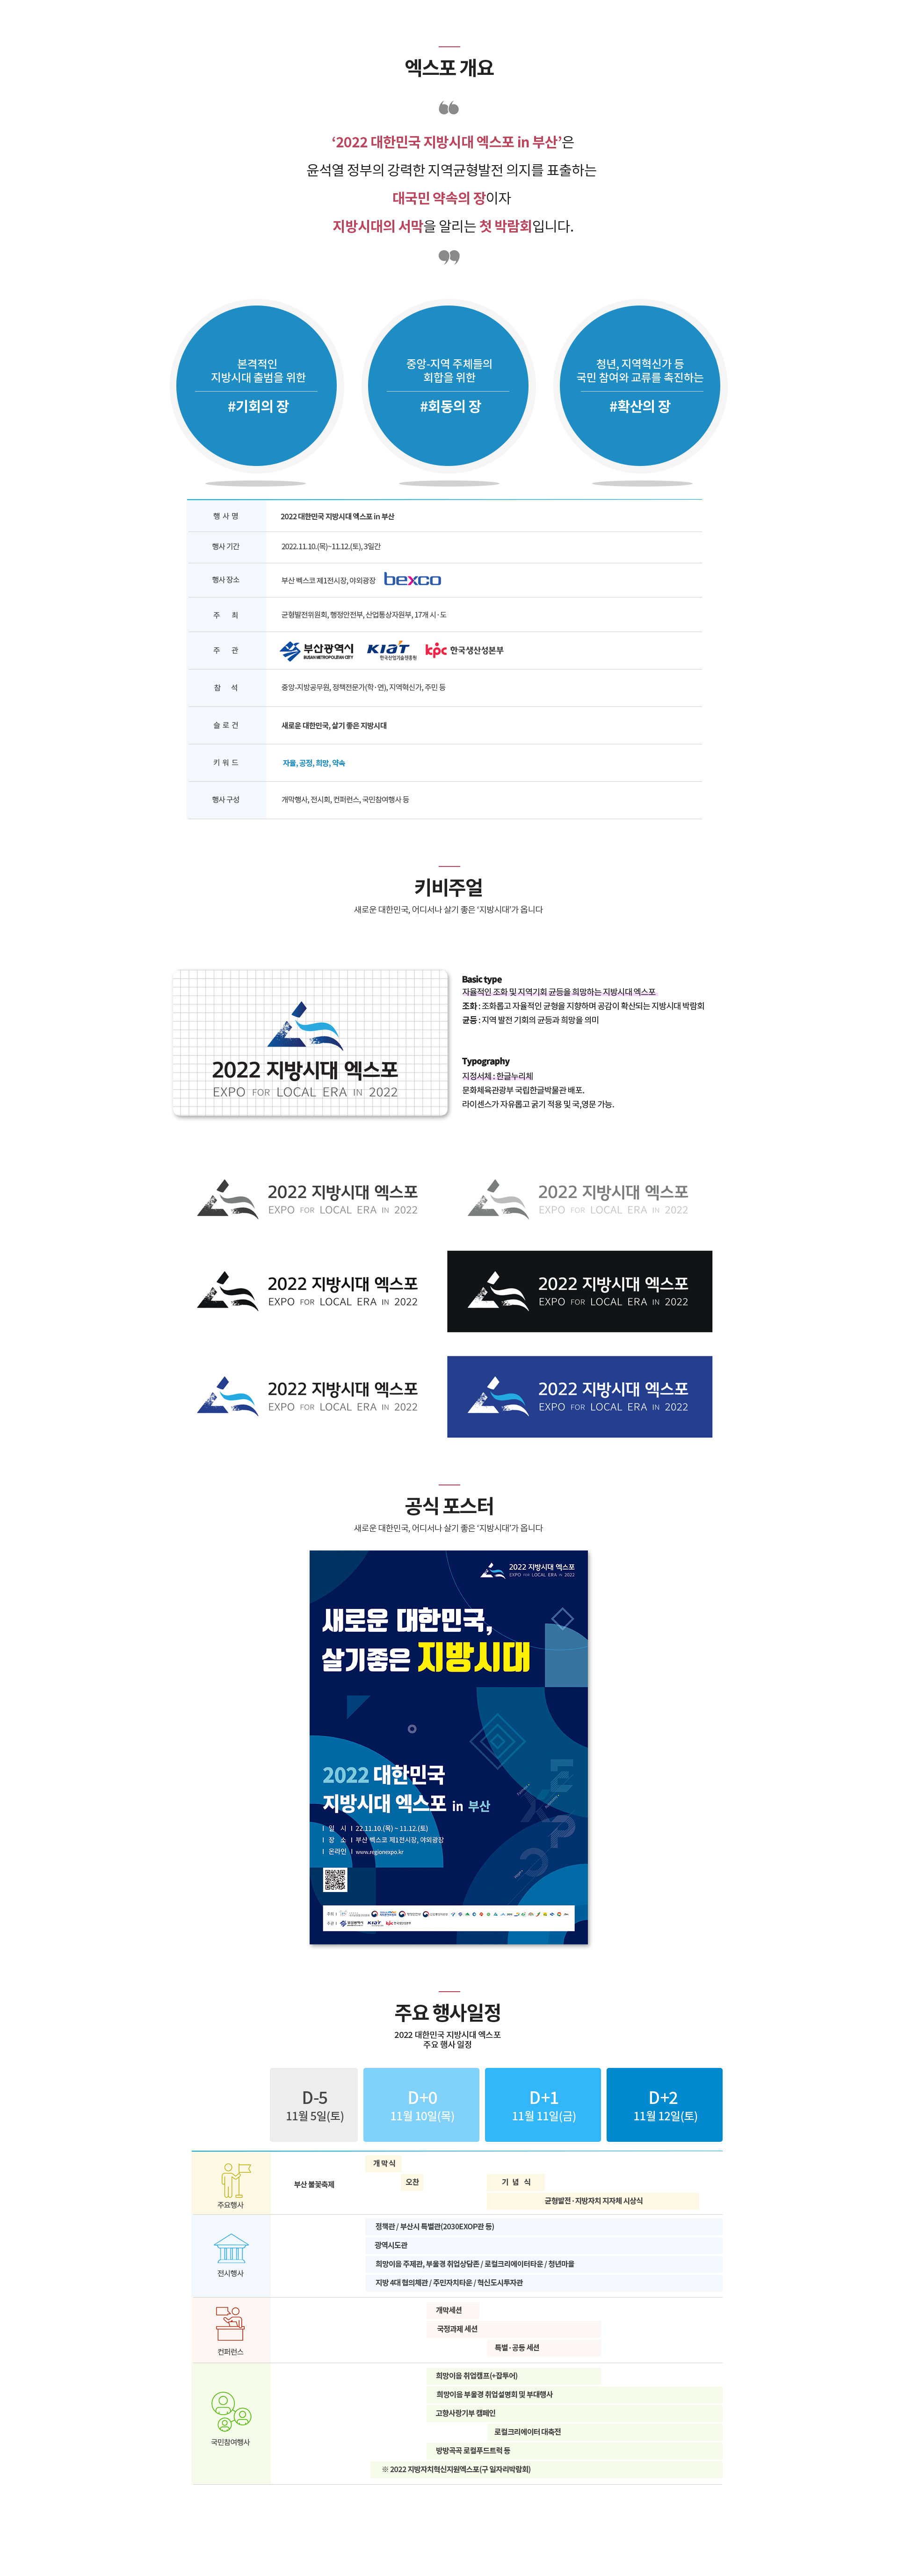 엑스포 개요
‘2022 대한민국 지방시대 엑스포 in 부산’은
윤석열 정부의 강력한 지역균형발전 의지를 표출하는
대국민 약속의 장이자
지방시대의 서막을 알리는 첫 박람회입니다.
본격적인
지방시대 출범을 위한
#기회의 장
중앙-지역 주체들의
회합을 위한
#회동의 장
청년, 지역혁신가 등
국민 참여와 교류를 촉진하는
#확산의 장
행 사 명 2022 대한민국 지방시대 엑스포 in 부산
행사 기간 2022.11.10.(목)~11.12.(토), 3일간
행사 장소 부산 벡스코 제1전시장, 야외광장 bexco
주 최 균형발전위원회, 행정안전부, 산업통상자원부, 17개 시·도
주 관 부산광역시 BUSAN METROPOLITAN CITY KIAT 한국산업기술진흥원 kpc 한국생산성본부
참 석 중앙-지방공무원, 정책전문가(학·연), 지역혁신가, 주민 등
슬 로 건 새로운 대한민국, 살기 좋은 지방시대
키 워 드 자율, 공정, 희망, 약속
행사 구성 개막행사, 전시회, 컨퍼런스, 국민참여행사 등
키비주얼
새로운 대한민국, 어디서나 살기 좋은 ‘지방시대’가 옵니다
2022 지방시대 엑스포
EXPO FOR LOCAL ERA IN 2022
Basic type
자율적인 조화 및 지역기회 균등을 희망하는 지방시대 엑스포
조화 : 조화롭고 자율적인 균형을 지향하며 공감이 확산되는 지방시대 박람회
균등 : 지역 발전 기회의 균등과 희망을 의미
Typography
지정서체 : 한글누리체
문화체육관광부 국립한글박물관 배포.
라이센스가 자유롭고 굵기 적용 및 국,영문 가능.
2022 지방시대 엑스포
EXPO FOR LOCAL ERA IN 2022
2022 지방시대 엑스포
EXPO FOR LOCAL ERA IN 2022
2022 지방시대 엑스포
EXPO FOR LOCAL ERA IN 2022
2022 지방시대 엑스포
EXPO FOR LOCAL ERA IN 2022
2022 지방시대 엑스포
EXPO FOR LOCAL ERA IN 2022
2022 지방시대 엑스포
EXPO FOR LOCAL ERA IN 2022
공식 포스터
새로운 대한민국, 어디서나 살기 좋은 ‘지방시대’가 옵니다
2022 지방시대 엑스포
EXPO FOR LOCAL ERA IN 2022
새로운 대한민국,
살기좋은 지방시대
2022 대한민국
지방시대 엑스포 in 부산
일 시 22.11.10.(목) ~ 11.12.(토)
장 소 부산 벡스코 제1전시장, 야외광장
온라인 www.regionexpo.kr
주최
주관 부산광역시 KIAT kpc 한국생산성본부
주요 행사일정
2022 대한민국 지방시대 엑스포
주요 행사 일정
D-5
11월 5일(토)
D+0
11월 10일(목)
D+1
11월 11일(금)
D+2
11월 12일(토)
주요행사
부산 불꽃축제
개 막 식
오찬
기 념 식
균형발전·지방자치 지자체 시상식
전시행사
정책관 / 부산시 특별관(2030EXOP관 등)
광역시도관
희망이음 주제관, 부울경 취업상담존 / 로컬크리에이터타운 / 청년마을
지방 4대 협의체관 / 주민자치타운 / 혁신도시투자관
컨퍼런스
개막세션
국정과제 세션
특별·공동 세션
국민참여행사
희망이음 취업캠프(+잡투어)
희망이음 부울경 취업설명회 및 부대행사
고향사랑기부 캠페인
로컬크리에이터 대축전
방방곡곡 로컬푸드트럭 등
※ 2022 지방자치혁신지원엑스포(구 일자리박람회)